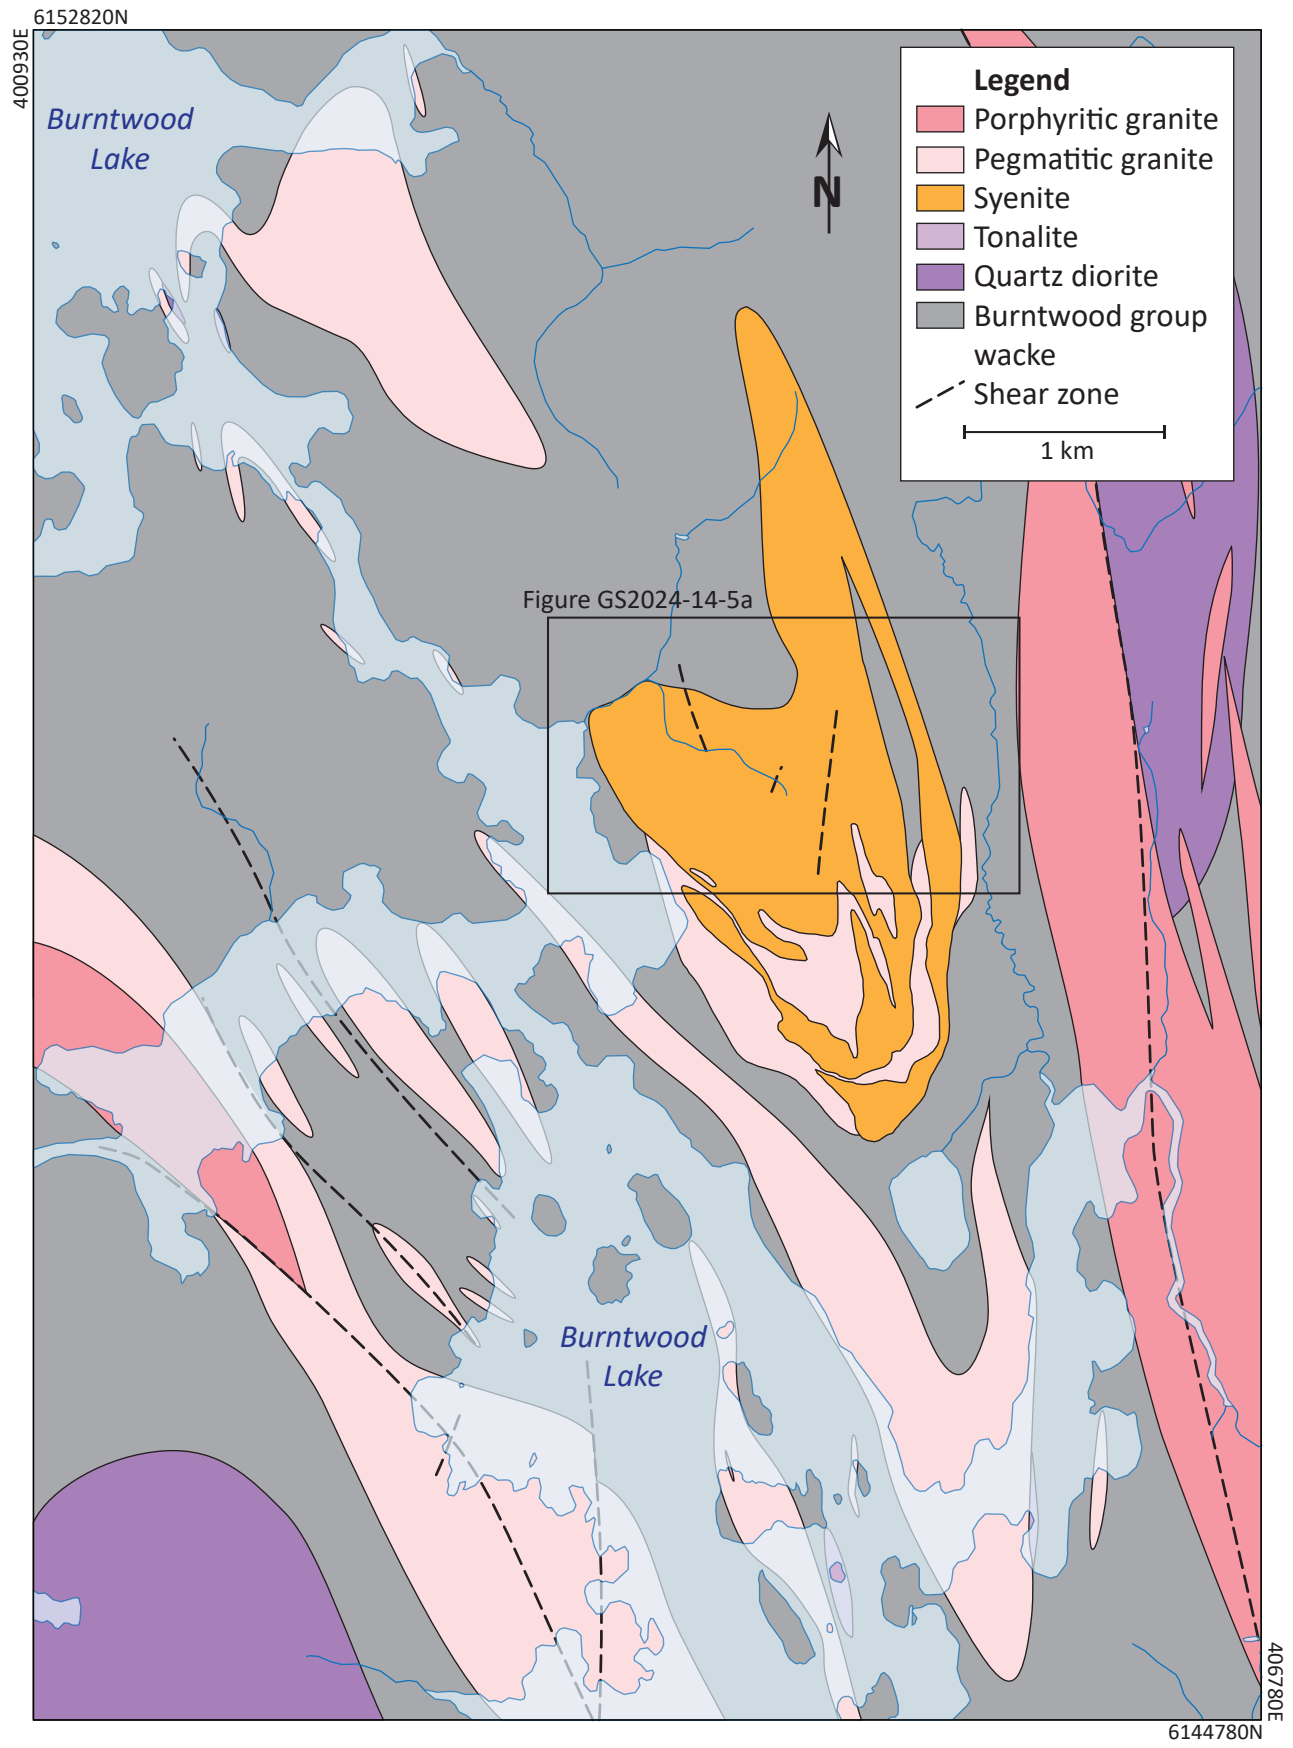 6152820N
400930E
Burntwood
Lake
Legend
Porphyritic granite
Pegmatitic granite
Syenite
Tonalite
Quartz diorite
Burntwood group
wacke
Shear zone
1 km
N
Figure GS2024-14-5a
Burntwood
Lake
406780E
6144780N